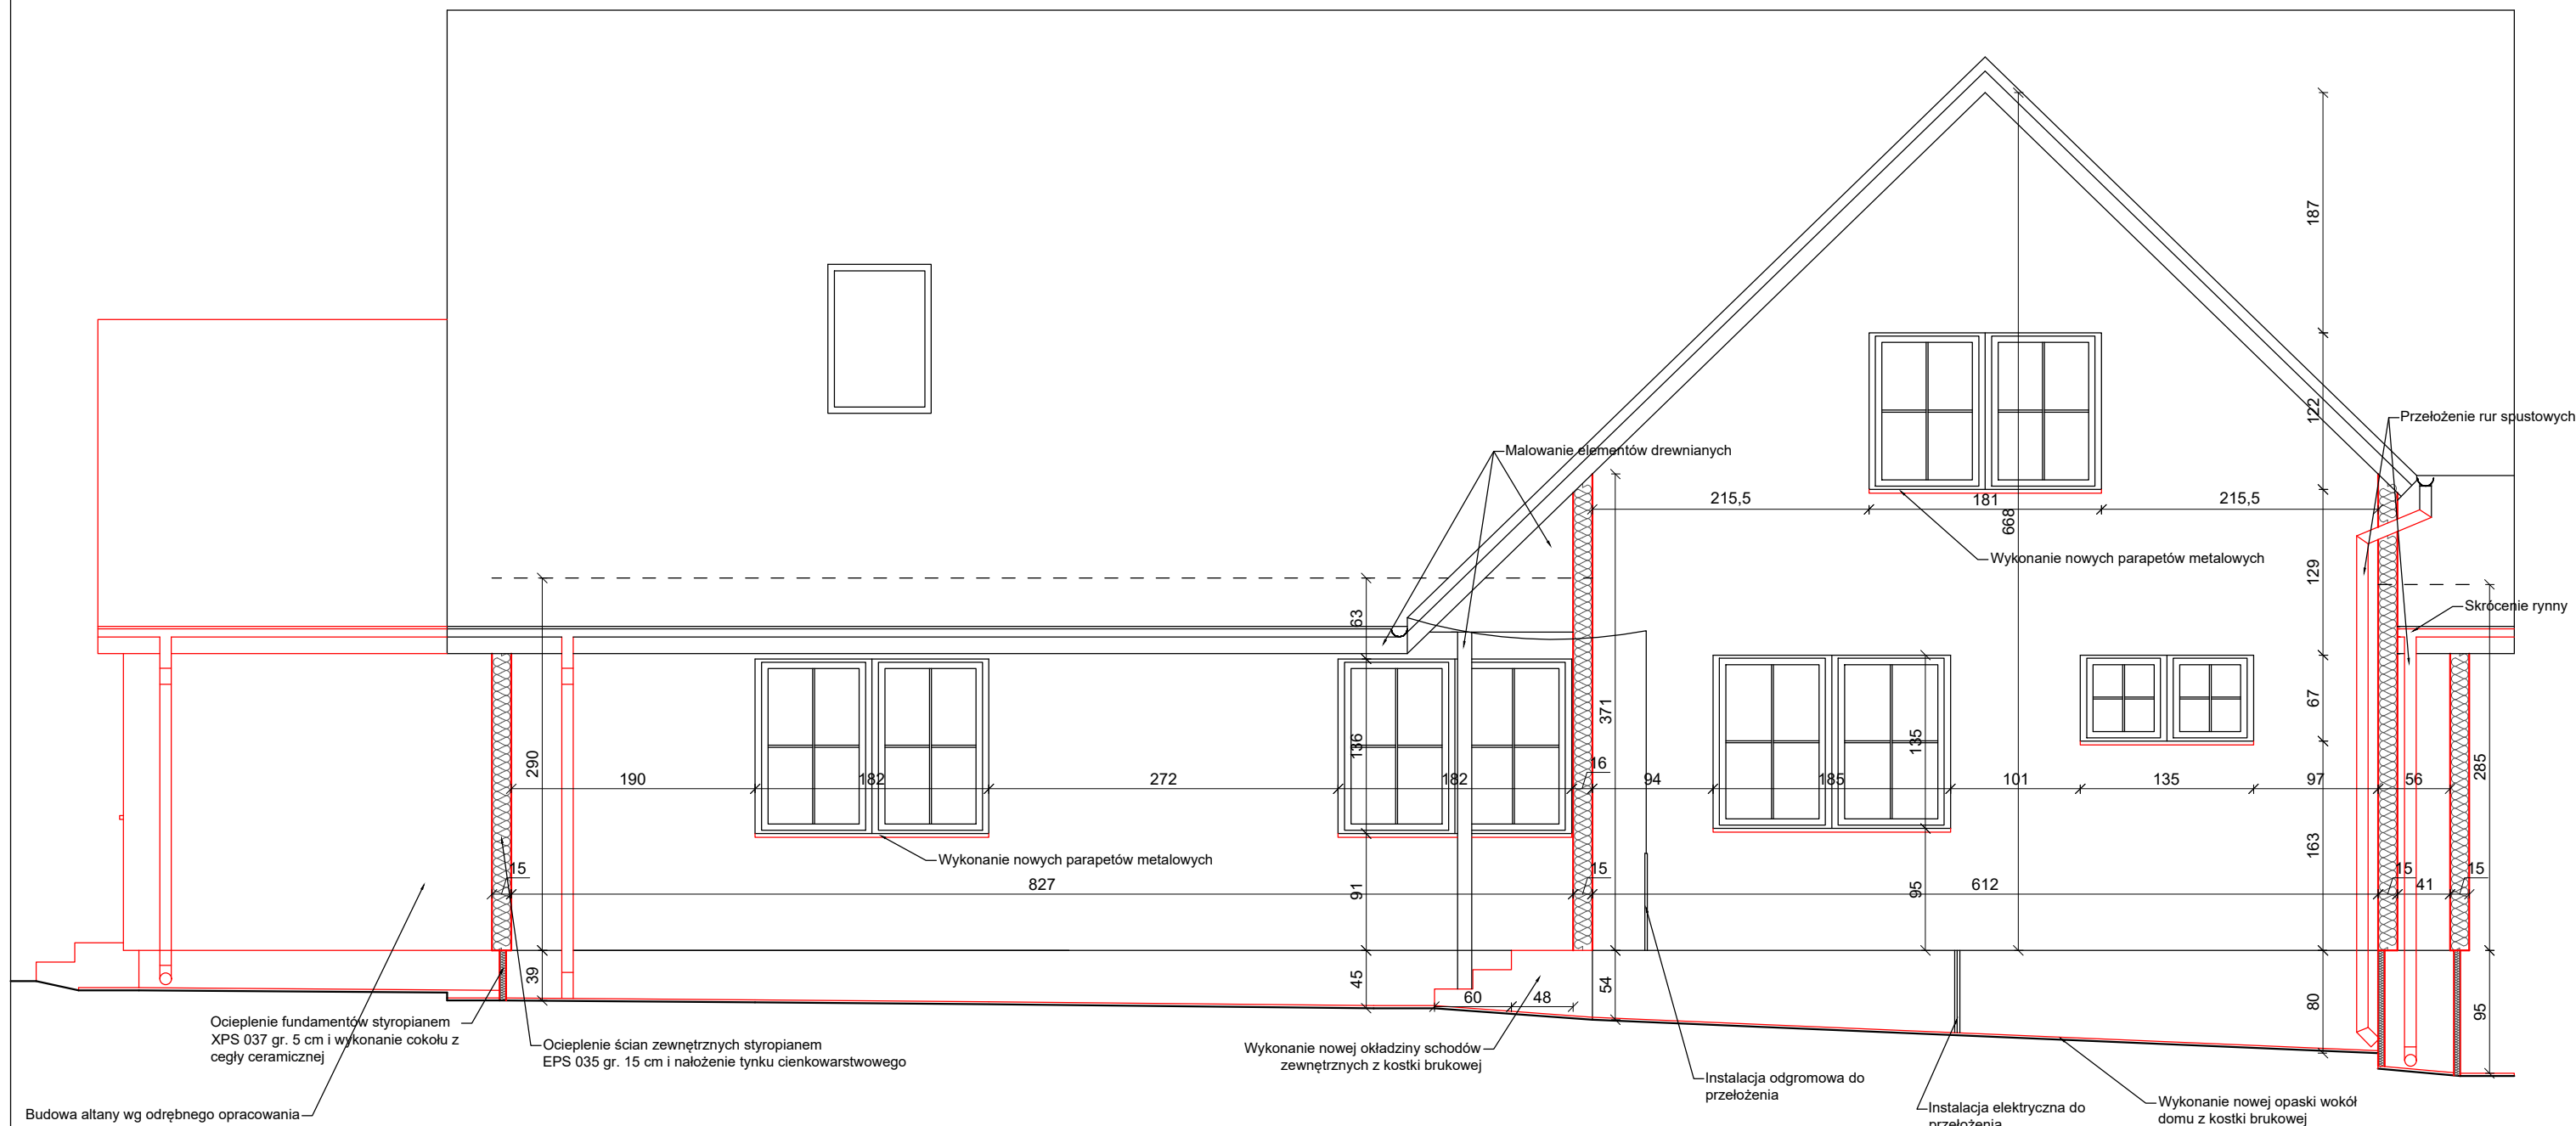 187
122
Przełożenie rur spustowych
Malowanie elementów drewnianych
215,5
181
215,5
668
Wykonanie nowych parapetów metalowych
129
Skrócenie rynny
63
67
371
290
136
135
285
16
190
182
272
182
94
185
101
135
97
56
163
Wykonanie nowych parapetów metalowych
15
827
91
15
95
612
15
41
15
39
45
54
60
48
80
95
Ocieplenie fundamentów styropianem
XPS 037 gr. 5 cm i wykonanie cokołu z
cegły ceramicznej
Ocieplenie ścian zewnętrznych styropianem
EPS 035 gr. 15 cm i nałożenie tynku cienkowarstwowego
Wykonanie nowej okładziny schodów
zewnętrznych z kostki brukowej
Instalacja odgromowa do
przełożenia
Budowa altany wg odrębnego opracowania
Instalacja elektryczna do
przełożenia
Wykonanie nowej opaski wokół
domu z kostki brukowej